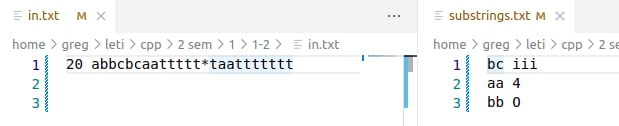 in.txt M ×
home > greg > leti > cpp > 2 sem > 1 > 1-2 > in.txt
1 20 abbcbcaattttt*taattttttt
2
3
substrings.txt M ×
home > greg > leti > cpp > 2 se
1 bc iii
2 aa 4
3 bb O